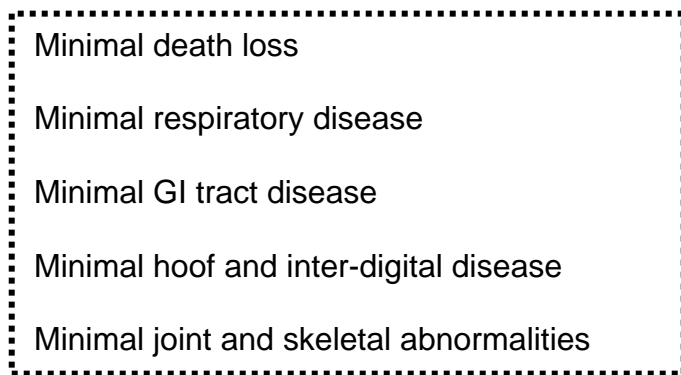 Minimal death loss
Minimal respiratory disease
Minimal GI tract disease
Minimal hoof and inter-digital disease
Minimal joint and skeletal abnormalities